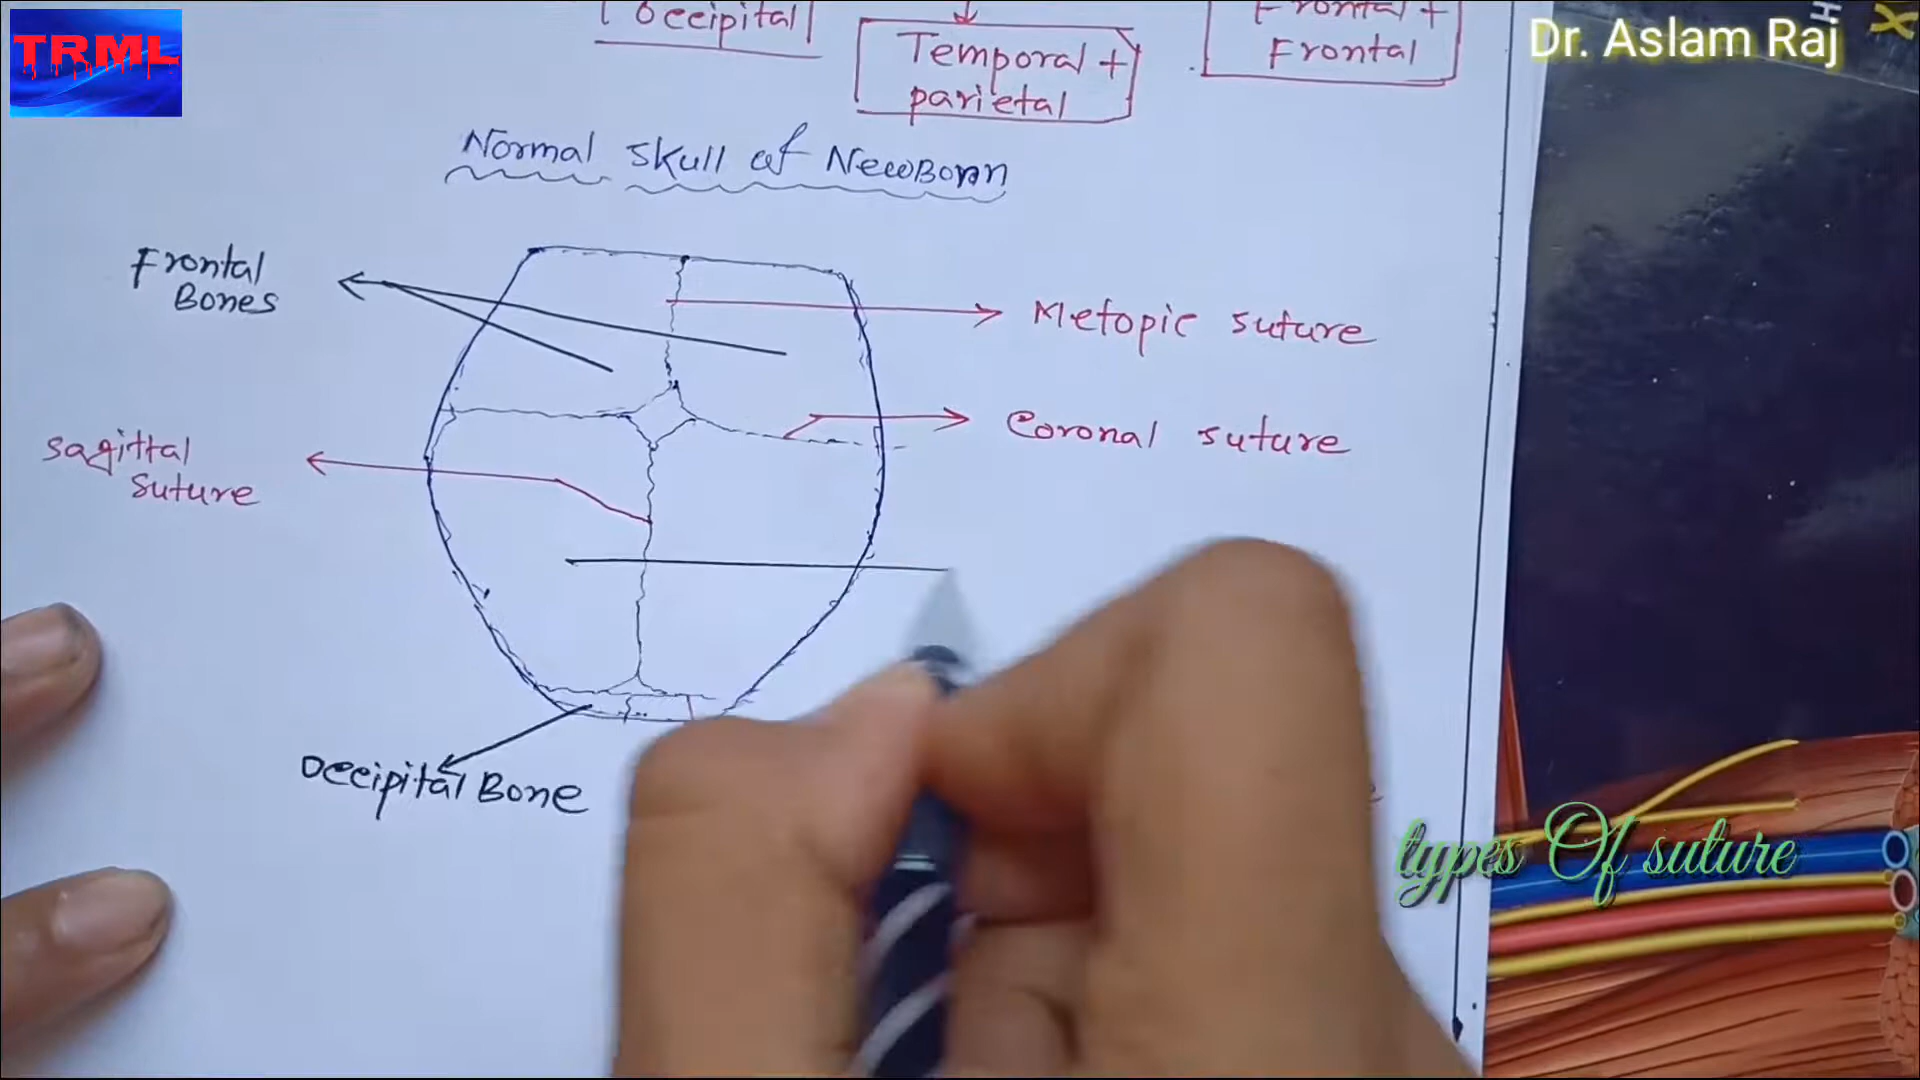 TRML
Occipital
Temporal +
parietal
Frontal +
Frontal
Dr. Aslam Raj
Normal skull of NewBorn
Frontal
Bones
Metopic suture
Coronal suture
Sagittal
Suture
Occipital Bone
types Of suture